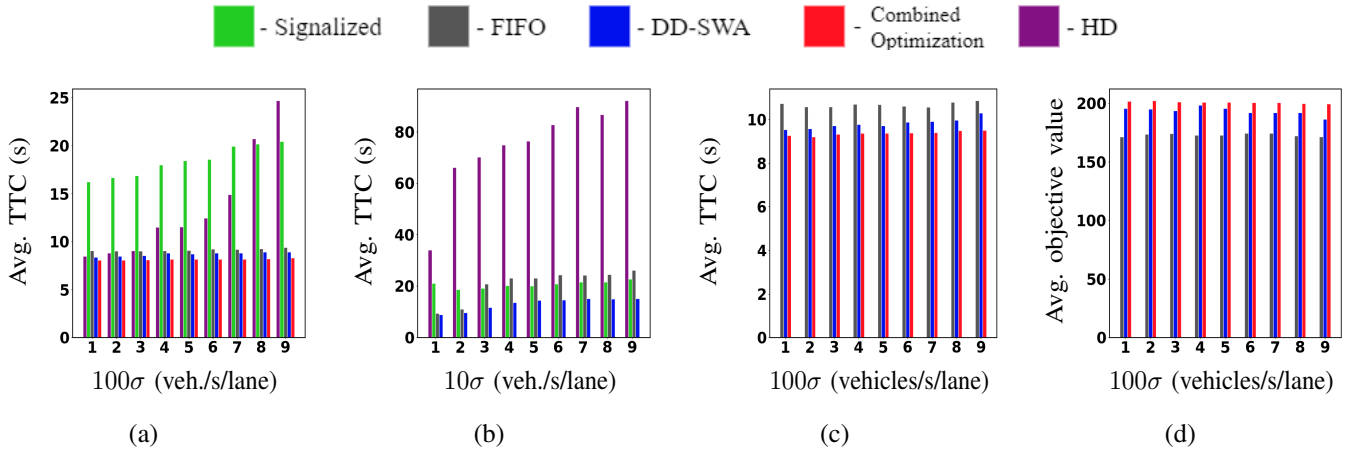 - Signalized
- FIFO
- DD-SWA
- Combined
Optimization
- HD
Avg. TTC (s)
25
20
15
10
5
0
1 2 3 4 5 6 7 8 9
100σ (veh./s/lane)
(a)
Avg. TTC (s)
80
60
40
20
0
1 2 3 4 5 6 7 8 9
10σ (veh./s/lane)
(b)
Avg. TTC (s)
10
8
6
4
2
0
1 2 3 4 5 6 7 8 9
100σ (vehicles/s/lane)
(c)
Avg. objective value
200
150
100
50
0
1 2 3 4 5 6 7 8 9
100σ (vehicles/s/lane)
(d)